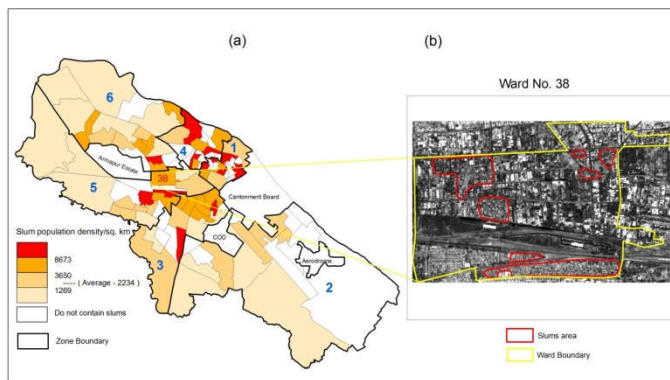 (a)
(b)
Ward No. 38
6
4
1
Armapur Estate
38
5
Cantonment Board
Slum population density/sq. km
COD
8673
3650
( Average - 2234 )
1269
3
Aerodrome
2
Do not contain slums
Zone Boundary
Slums area
Ward Boundary